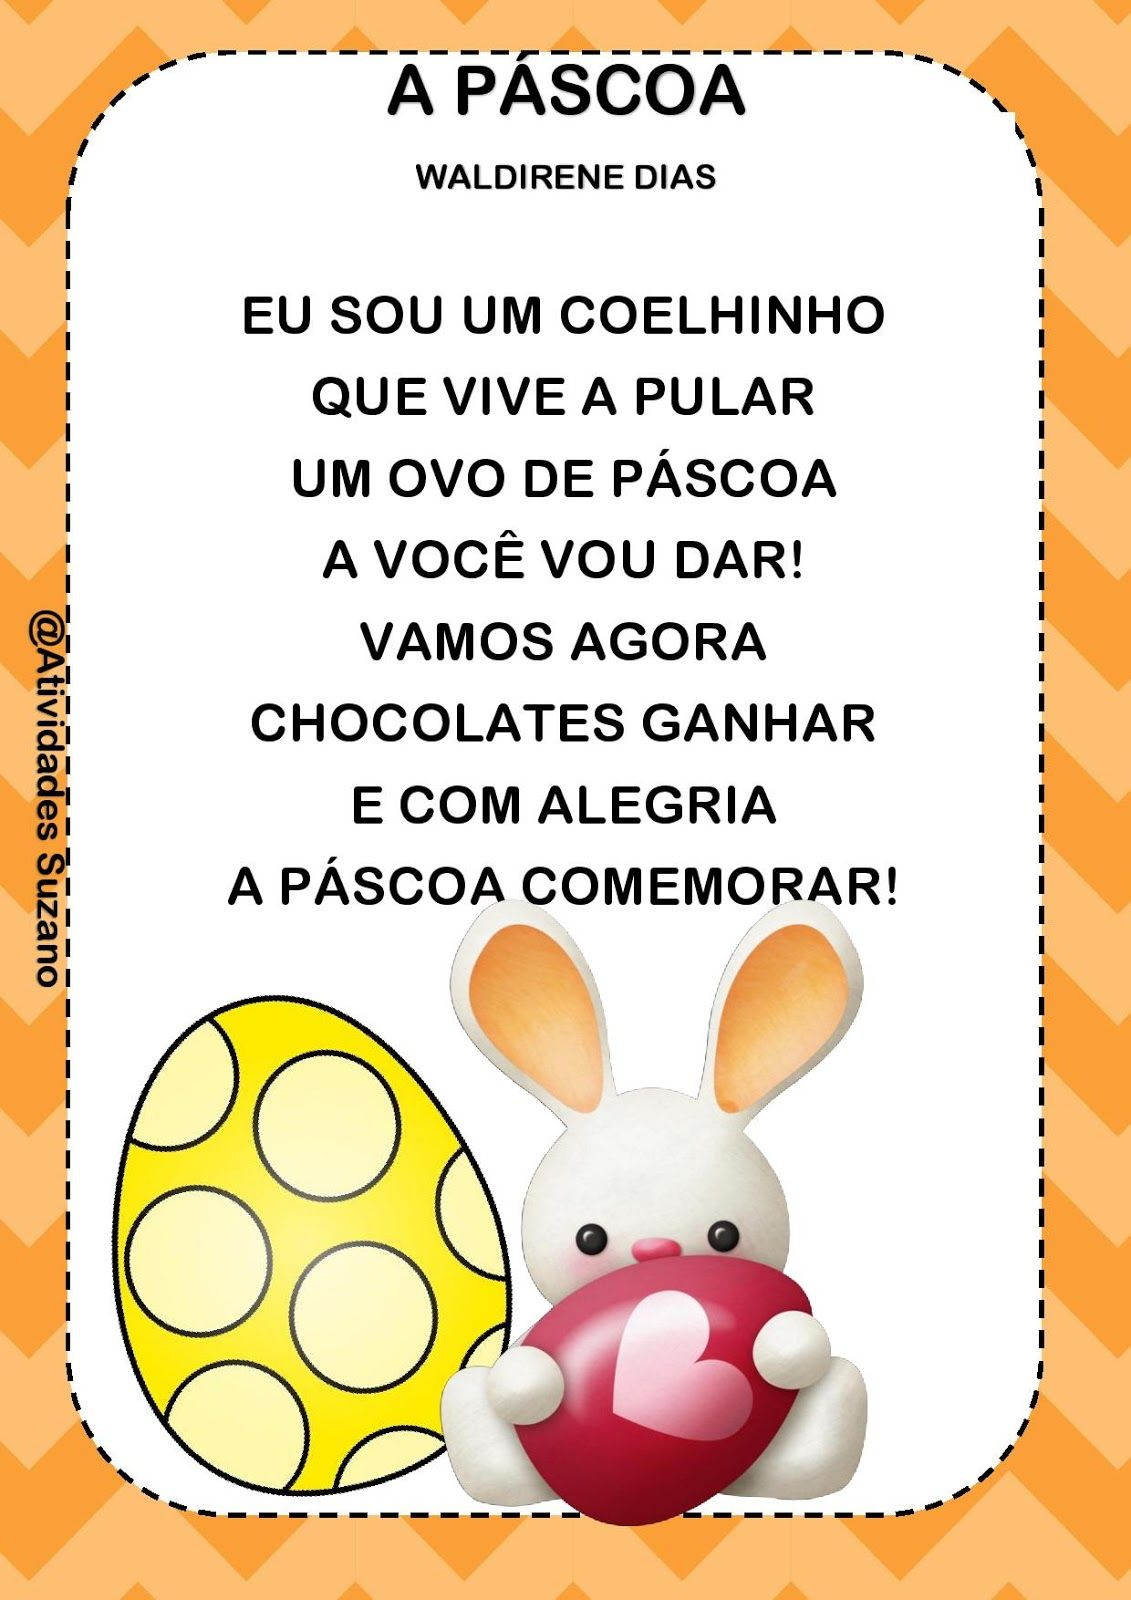 A PÁSCOA
WALDIRENE DIAS
EU SOU UM COELHINHO
QUE VIVE A PULAR
UM OVO DE PÁSCOA
A VOCÊ VOU DAR!
VAMOS AGORA
CHOCOLATES GANHAR
E COM ALEGRIA
A PÁSCOA COMEMORAR!
@Atividades Suzano